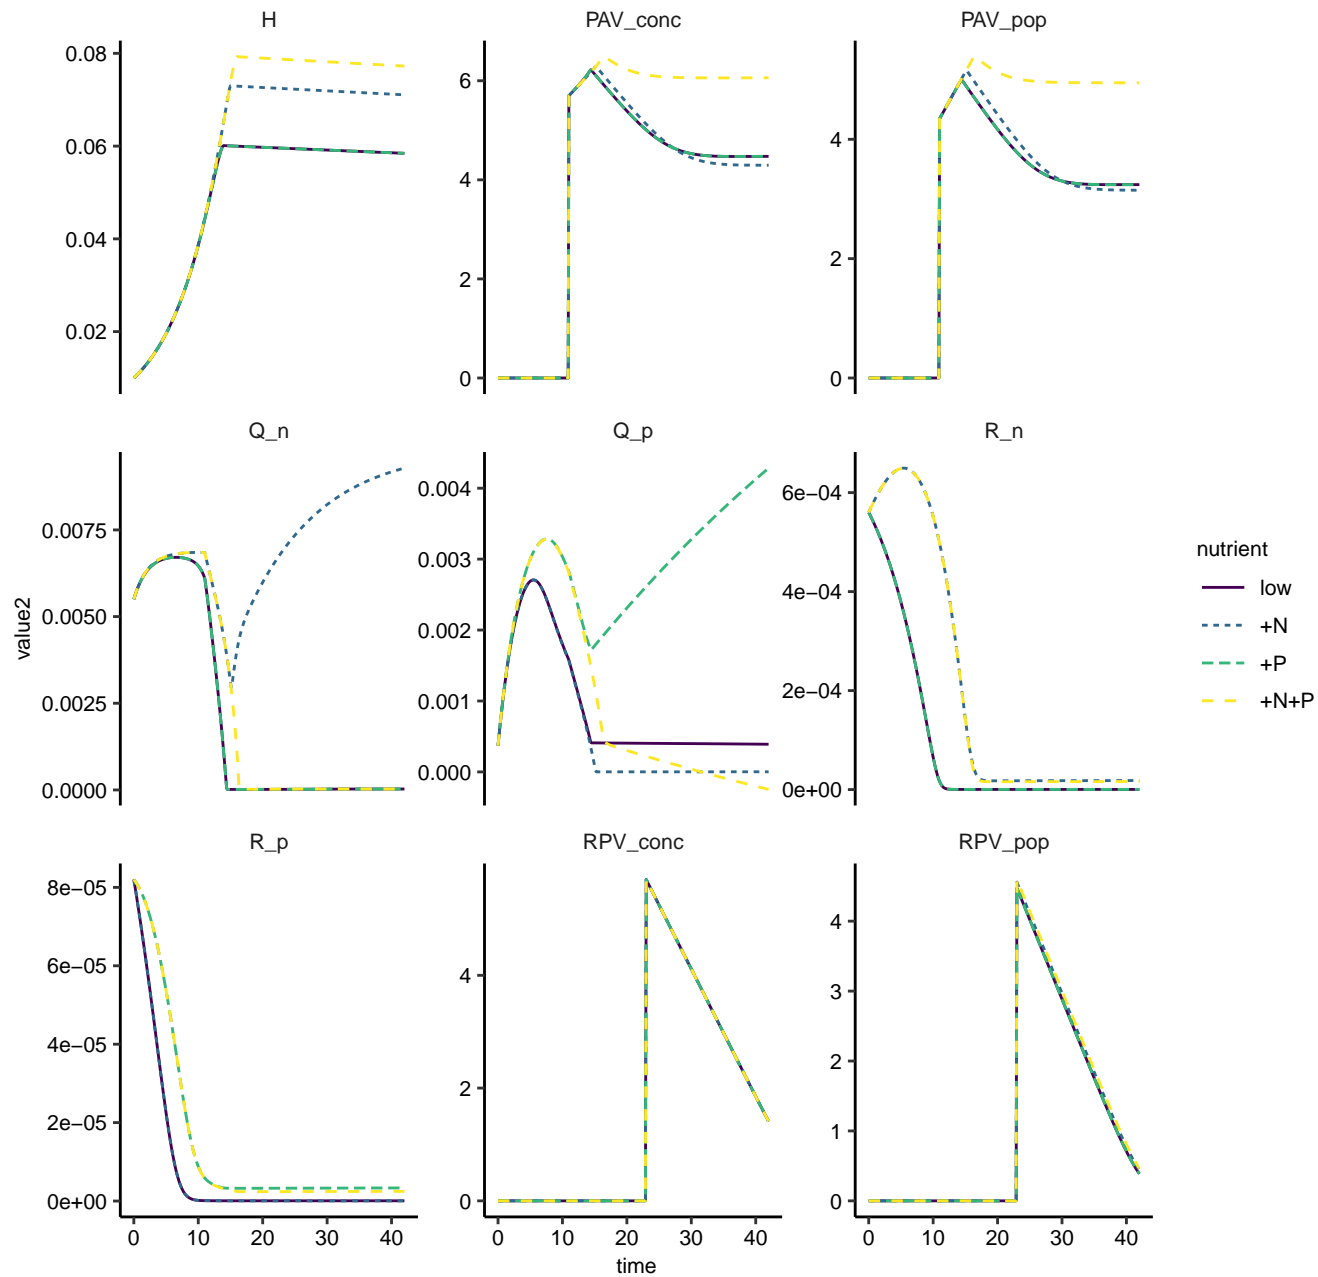 H PAV_conc PAV_pop
0.08
0.06
0.04
0.02
6
4
2
0
4
2
0
Q_n Q_p R_n
value2
0.0075
0.0050
0.0025
0.0000
0.004
0.003
0.002
0.001
0.000
6e−04
4e−04
2e−04
0e+00
nutrient
low
+N
+P
+N+P
R_p RPV_conc RPV_pop
8e−05
6e−05
4e−05
2e−05
0e+00
4
2
0
4
3
2
1
0
0 10 20 30 40 0 10 20 30 40 0 10 20 30 40
time